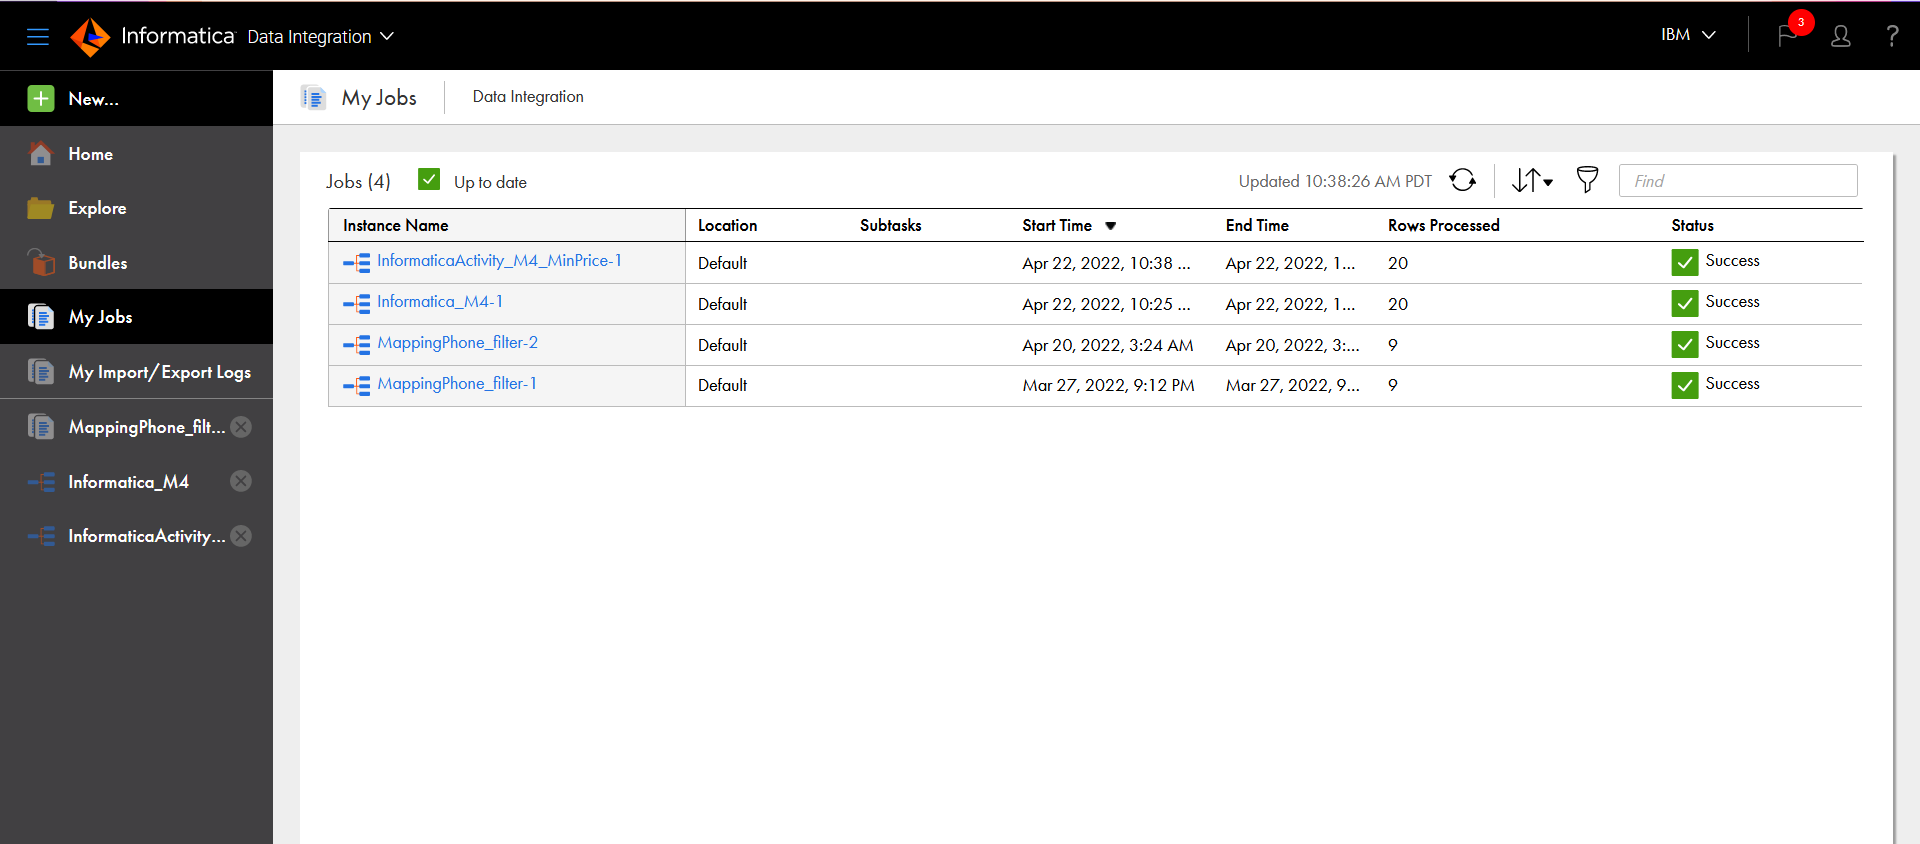 Informatica Data Integration
IBM
3
?
New...
Home
Explore
Bundles
My Jobs
My Import/Export Logs
MappingPhone_filt...
Informatica_M4
InformaticaActivity...
My Jobs Data Integration
Jobs (4) Up to date Updated 10:38:26 AM PDT Find
Instance Name Location Subtasks Start Time End Time Rows Processed Status
InformaticaActivity_M4_MinPrice-1 Default Apr 22, 2022, 10:38 ... Apr 22, 2022, 1... 20 Success
Informatica_M4-1 Default Apr 22, 2022, 10:25 ... Apr 22, 2022, 1... 20 Success
MappingPhone_filter-2 Default Apr 20, 2022, 3:24 AM Apr 20, 2022, 3:... 9 Success
MappingPhone_filter-1 Default Mar 27, 2022, 9:12 PM Mar 27, 2022, 9... 9 Success